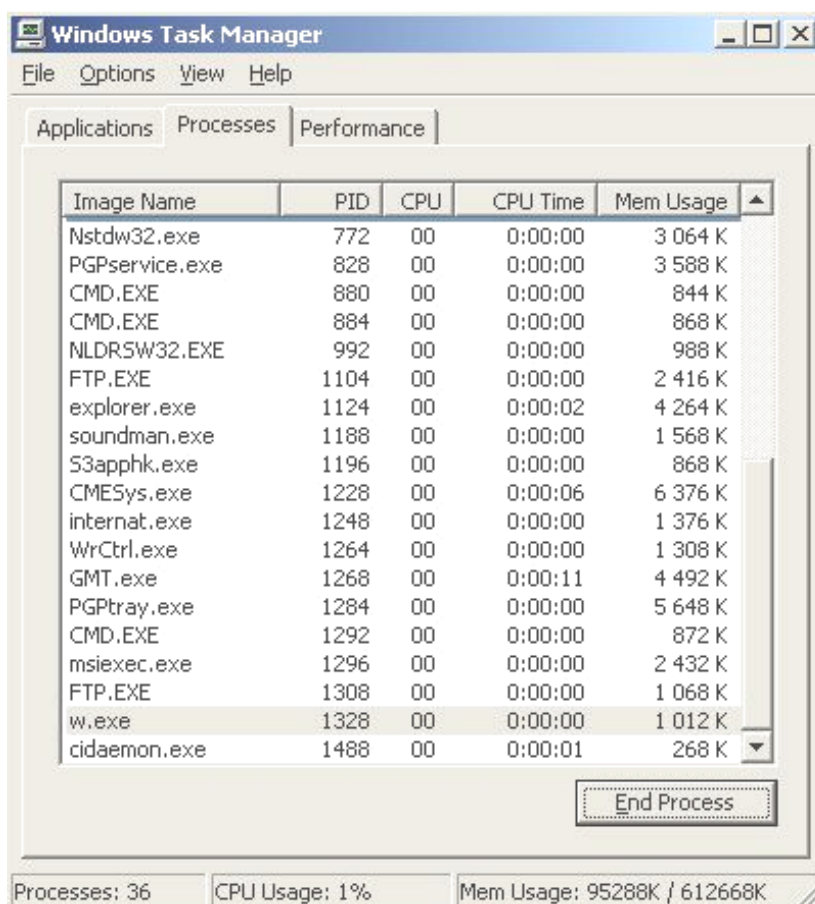 Windows Task Manager
File Options View Help
Applications Processes Performance
Image Name PID CPU CPU Time Mem Usage
Nstdw32.exe 772 00 0:00:00 3 064 K
PGPservice.exe 828 00 0:00:00 3 588 K
CMD.EXE 880 00 0:00:00 844 K
CMD.EXE 884 00 0:00:00 868 K
NLDRSW32.EXE 992 00 0:00:00 988 K
FTP.EXE 1104 00 0:00:00 2 416 K
explorer.exe 1124 00 0:00:02 4 264 K
soundman.exe 1188 00 0:00:00 1 568 K
S3apphk.exe 1196 00 0:00:00 868 K
CMESys.exe 1228 00 0:00:06 6 376 K
internat.exe 1248 00 0:00:00 1 376 K
WrCtrl.exe 1264 00 0:00:00 1 308 K
GMT.exe 1268 00 0:00:11 4 492 K
PGPtray.exe 1284 00 0:00:00 5 648 K
CMD.EXE 1292 00 0:00:00 872 K
msiexec.exe 1296 00 0:00:00 2 432 K
FTP.EXE 1308 00 0:00:00 1 068 K
w.exe 1328 00 0:00:00 1 012 K
cidaemon.exe 1488 00 0:00:01 268 K
End Process
Processes: 36 CPU Usage: 1% Mem Usage: 95288K / 612668K